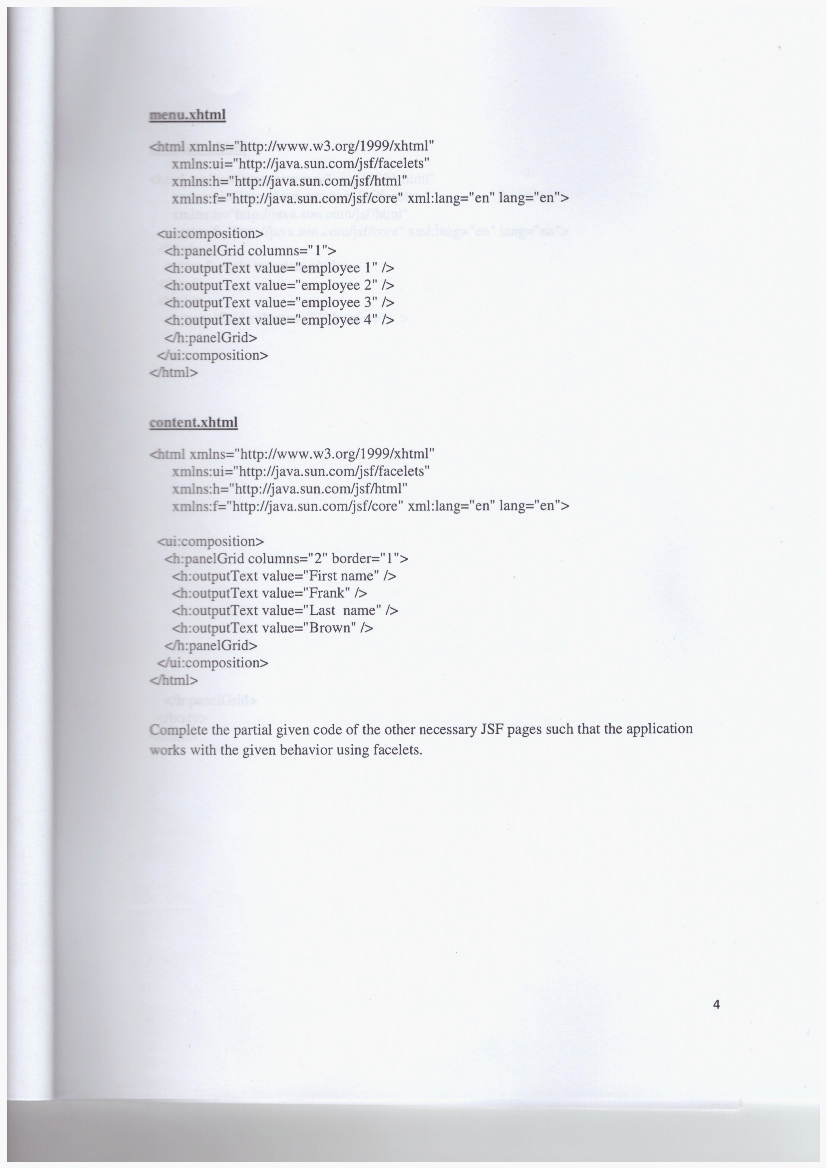 menu.xhtml
<html xmlns="http://www.w3.org/1999/xhtml"
xmlns:ui="http://java.sun.com/jsf/facelets"
xmlns:h="http://java.sun.com/jsf/html"
xmlns:f="http://java.sun.com/jsf/core" xml:lang="en" lang="en">
<ui:composition>
<h:panelGrid columns="1">
<h:outputText value="employee 1" />
<h:outputText value="employee 2" />
<h:outputText value="employee 3" />
<h:outputText value="employee 4" />
</h:panelGrid>
</ui:composition>
</html>
content.xhtml
<html xmlns="http://www.w3.org/1999/xhtml"
xmlns:ui="http://java.sun.com/jsf/facelets"
xmlns:h="http://java.sun.com/jsf/html"
xmlns:f="http://java.sun.com/jsf/core" xml:lang="en" lang="en">
<ui:composition>
<h:panelGrid columns="2" border="1">
<h:outputText value="First name" />
<h:outputText value="Frank" />
<h:outputText value="Last  name" />
<h:outputText value="Brown" />
</h:panelGrid>
</ui:composition>
</html>
Complete the partial given code of the other necessary JSF pages such that the application
works with the given behavior using facelets.
4